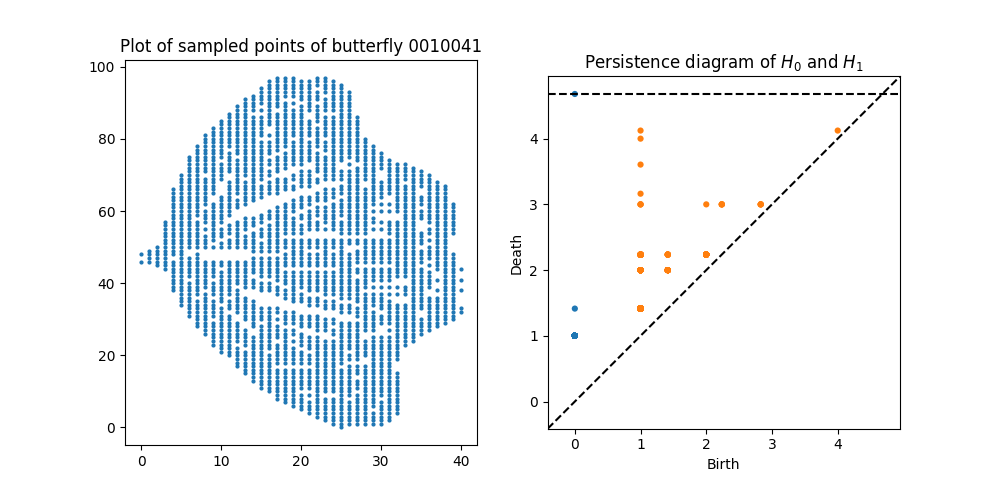 Plot of sampled points of butterfly 0010041
100
80
60
40
20
0
0 10 20 30 40
Persistence diagram of H₀ and H₁
Death
4
3
2
1
0
0 1 2 3 4
Birth